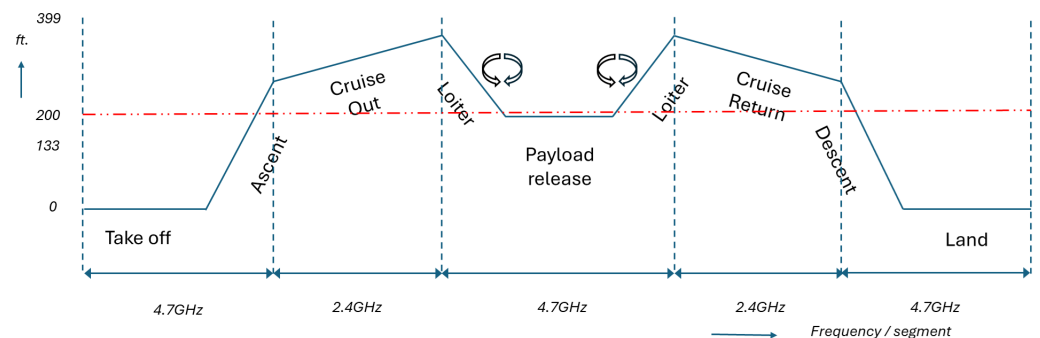 399
ft.
200
133
0
Take off
Ascent
Cruise
Out
Loiter
Payload
release
Loiter
Cruise
Return
Descent
Land
4.7GHz
2.4GHz
4.7GHz
2.4GHz
4.7GHz
Frequency / segment